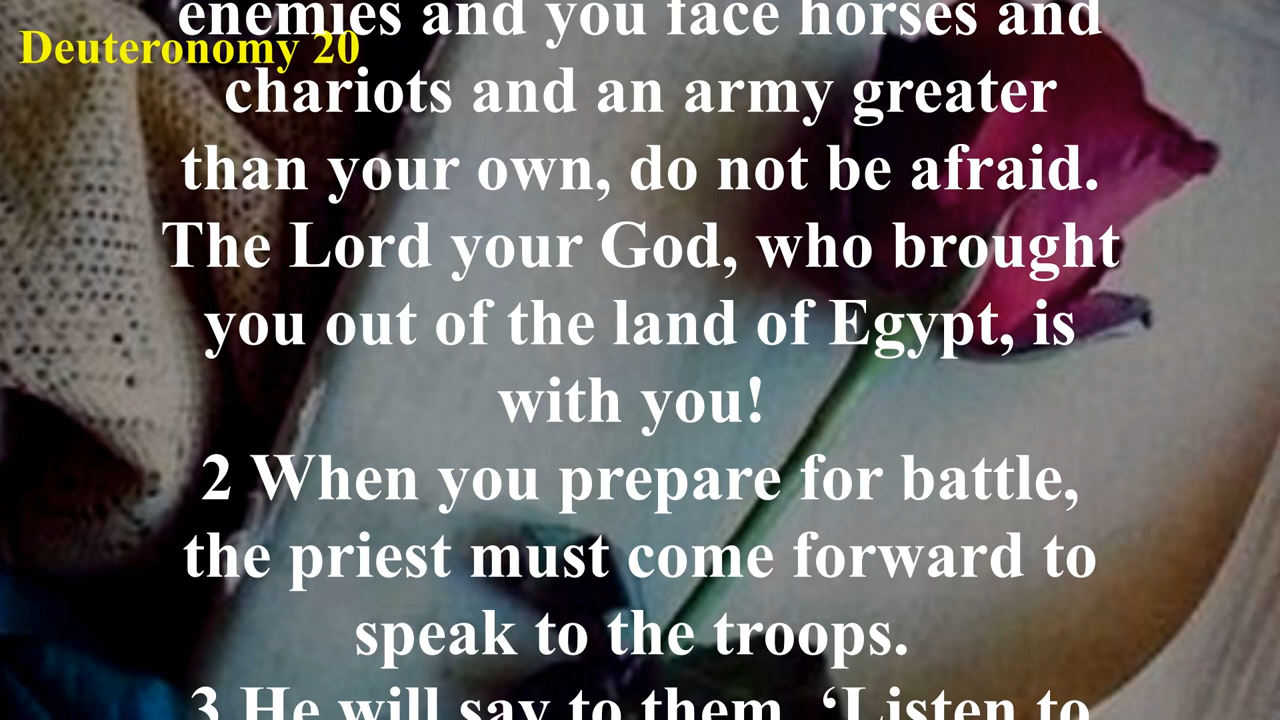 enemies and you face horses and
Deuteronomy 20
chariots and an army greater
than your own, do not be afraid.
The Lord your God, who brought
you out of the land of Egypt, is
with you!
2 When you prepare for battle,
the priest must come forward to
speak to the troops.
3 He will say to them, ‘Listen to